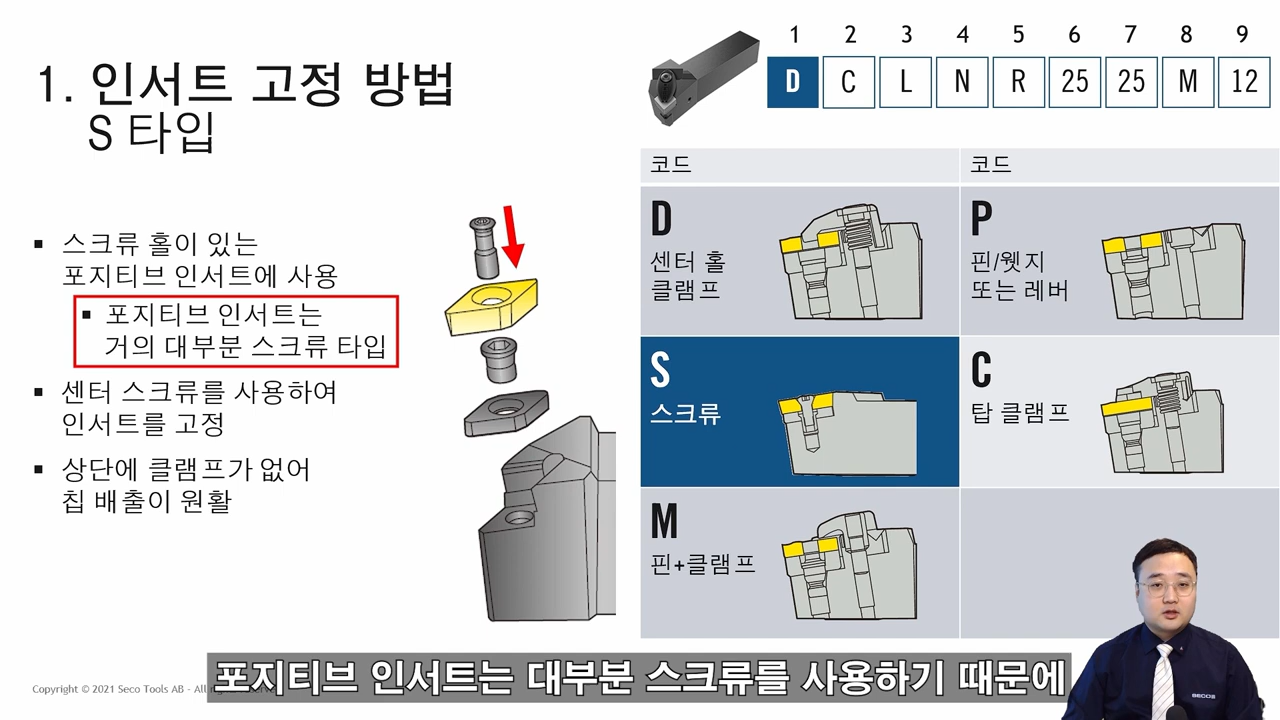 1. 인서트 고정 방법
S 타입
1 2 3 4 5 6 7 8 9
D C L N R 25 25 M 12
스크류 홀이 있는
포지티브 인서트에 사용
포지티브 인서트는
거의 대부분 스크류 타입
센터 스크류를 사용하여
인서트를 고정
상단에 클램프가 없어
칩 배출이 원활
코드 코드
D
센터 홀
클램프
P
핀/웻지
또는 레버
S
스크류
C
탑 클램프
M
핀+클램프
SECO
포지티브 인서트는 대부분 스크류를 사용하기 때문에
Copyright © 2021 Seco Tools AB - All